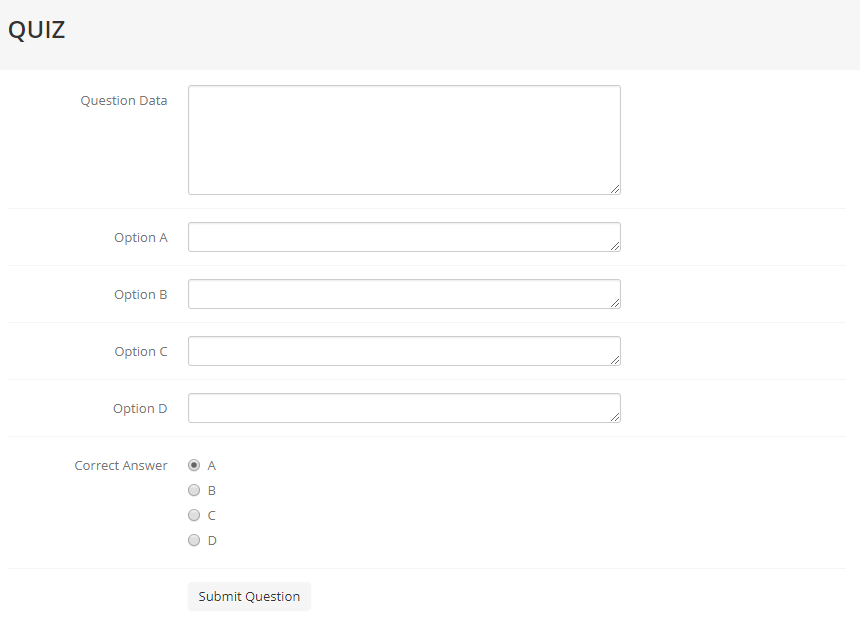 QUIZ
Question Data
Option A
Option B
Option C
Option D
Correct Answer
A
B
C
D
Submit Question